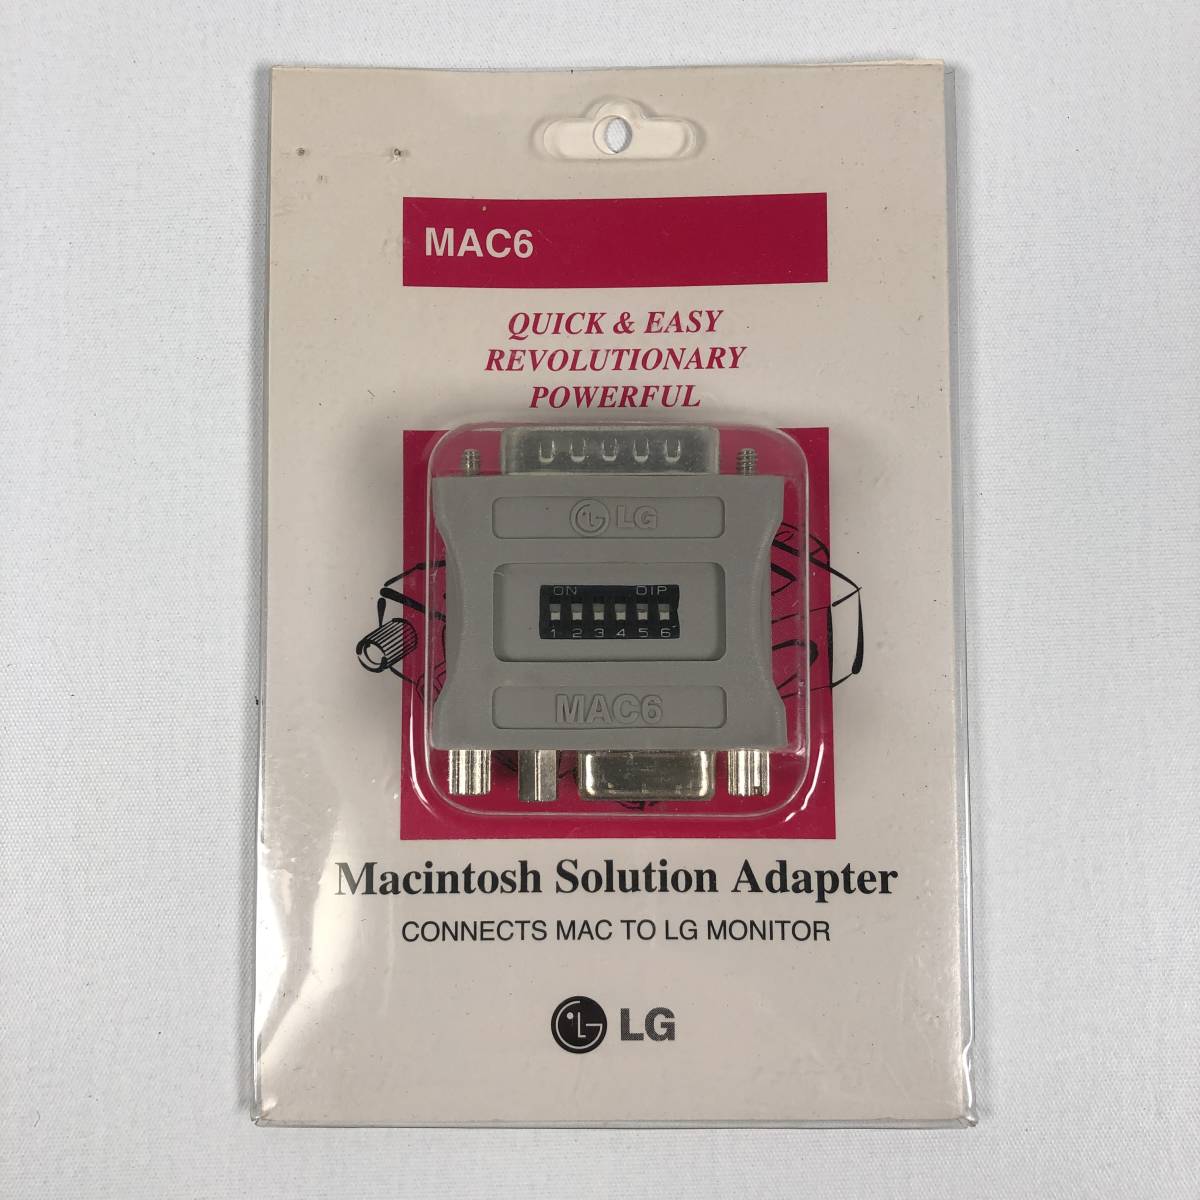 MAC6
QUICK & EASY
REVOLUTIONARY
POWERFUL
LG
ON DIP
1 2 3 4 5 6
MAC6
Macintosh Solution Adapter
CONNECTS MAC TO LG MONITOR
LG